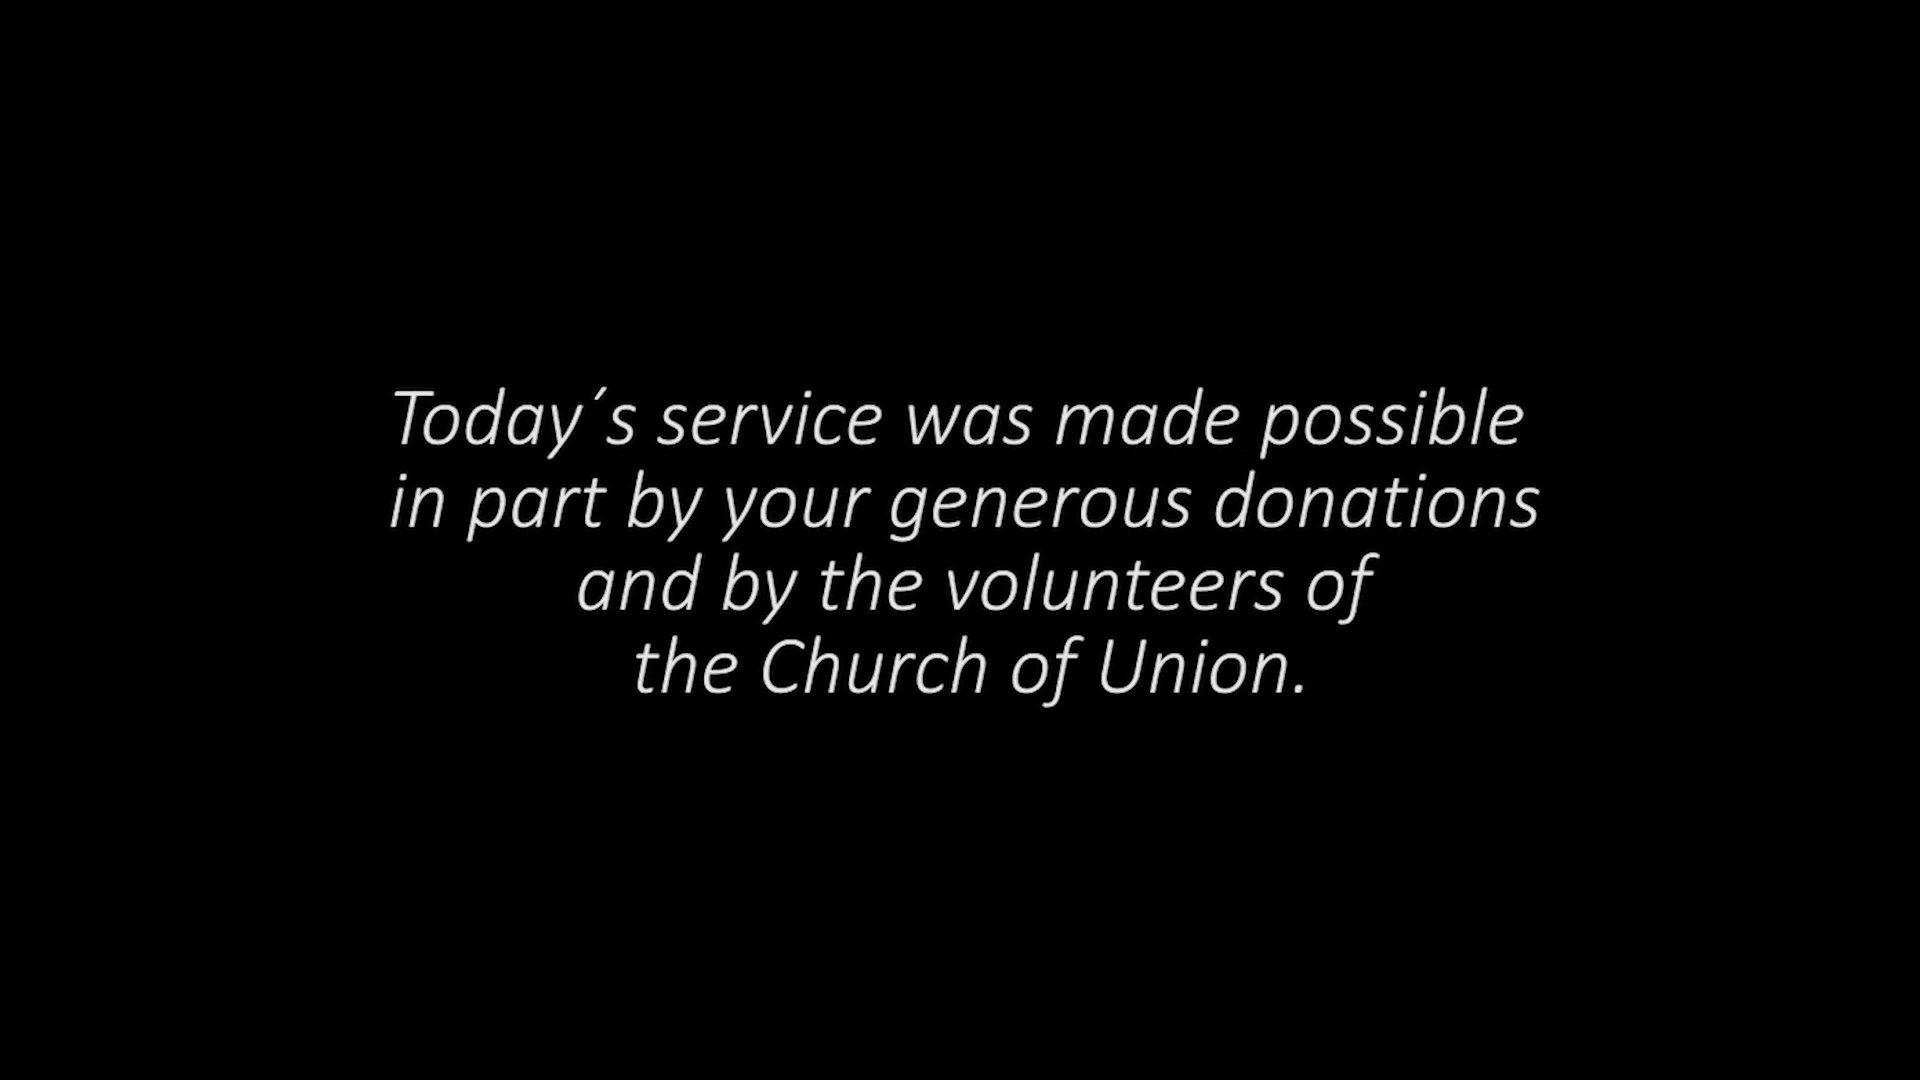 Today´s service was made possible
in part by your generous donations
and by the volunteers of
the Church of Union.